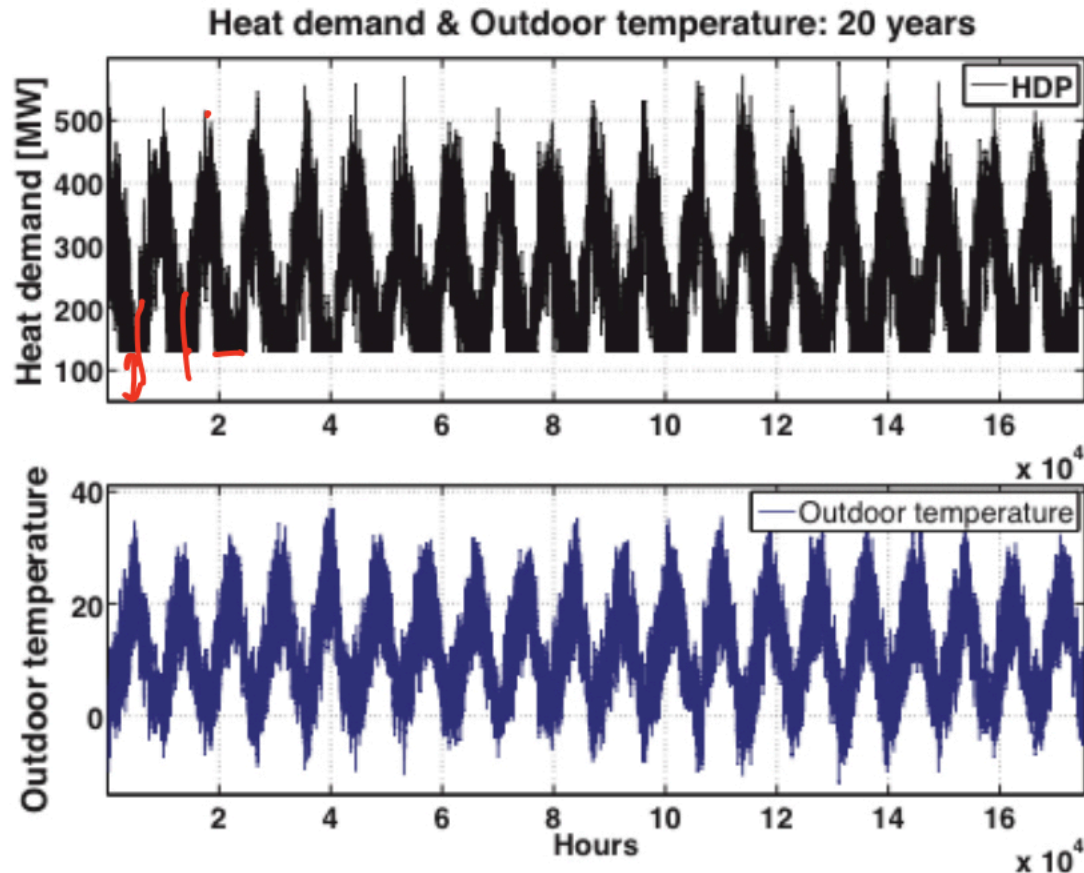 Heat demand & Outdoor temperature: 20 years
HDP
Heat demand [MW]
500
400
300
200
100
2 4 6 8 10 12 14 16
x 10^4
Outdoor temperature
Outdoor temperature
40
20
0
2 4 6 8 10 12 14 16
Hours
x 10^4